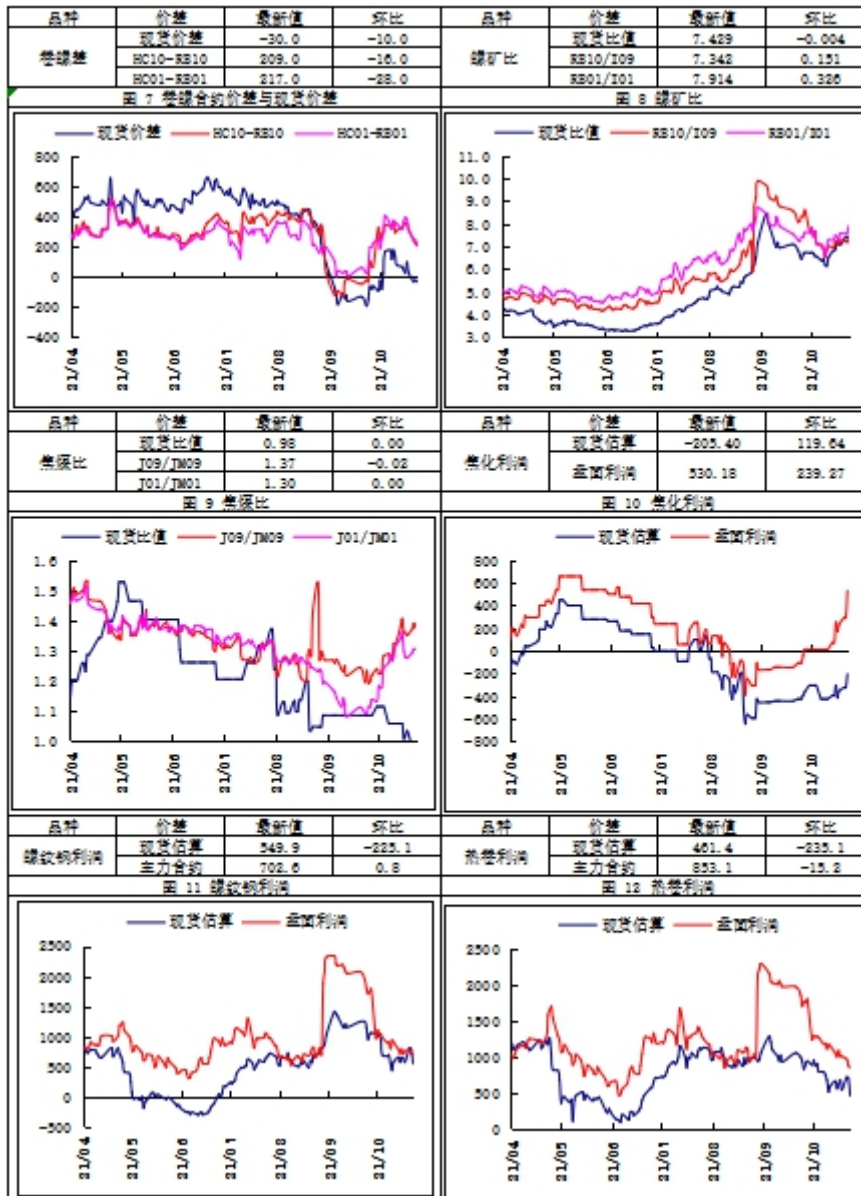 品种 价差 最新值 环比 品种 价差 最新值 环比
卷螺差 现货价差 -30.0 -10.0 螺矿比 现货比值 7.429 -0.004
HC10-RB10 209.0 -16.0 RB10/I09 7.342 0.151
HC01-RB01 217.0 -28.0 RB01/I01 7.914 0.326
图 7 卷螺合约价差与现货价差 图 8 螺矿比
现货价差 HC10-RB10 HC01-RB01
800
600
400
200
0
-200
-400
21/04 21/05 21/06 21/01 21/08 21/09 21/10
现货比值 RB10/I09 RB01/I01
11.0
10.0
9.0
8.0
7.0
6.0
5.0
4.0
3.0
21/04 21/05 21/06 21/01 21/08 21/09 21/10
品种 价差 最新值 环比 品种 价差 最新值 环比
焦煤比 现货比值 0.98 0.00 焦化利润 现货估算 -205.40 119.64
J09/JM09 1.37 -0.02 盘面利润 530.18 239.27
J01/JM01 1.30 0.00
图 9 焦煤比 图 10 焦化利润
现货比值 J09/JM09 J01/JM01
1.6
1.5
1.4
1.3
1.2
1.1
1.0
21/04 21/05 21/06 21/01 21/08 21/09 21/10
现货估算 盘面利润
800
600
400
200
0
-200
-400
-600
-800
21/04 21/05 21/06 21/01 21/08 21/09 21/10
品种 价差 最新值 环比 品种 价差 最新值 环比
螺纹钢利润 现货估算 549.9 -225.1 热卷利润 现货估算 461.4 -235.1
主力合约 702.6 0.8 主力合约 853.1 -15.2
图 11 螺纹钢利润 图 12 热卷利润
现货估算 盘面利润
2500
2000
1500
1000
500
0
-500
21/04 21/05 21/06 21/01 21/08 21/09 21/10
现货估算 盘面利润
2500
2000
1500
1000
500
0
21/04 21/05 21/06 21/01 21/08 21/09 21/10